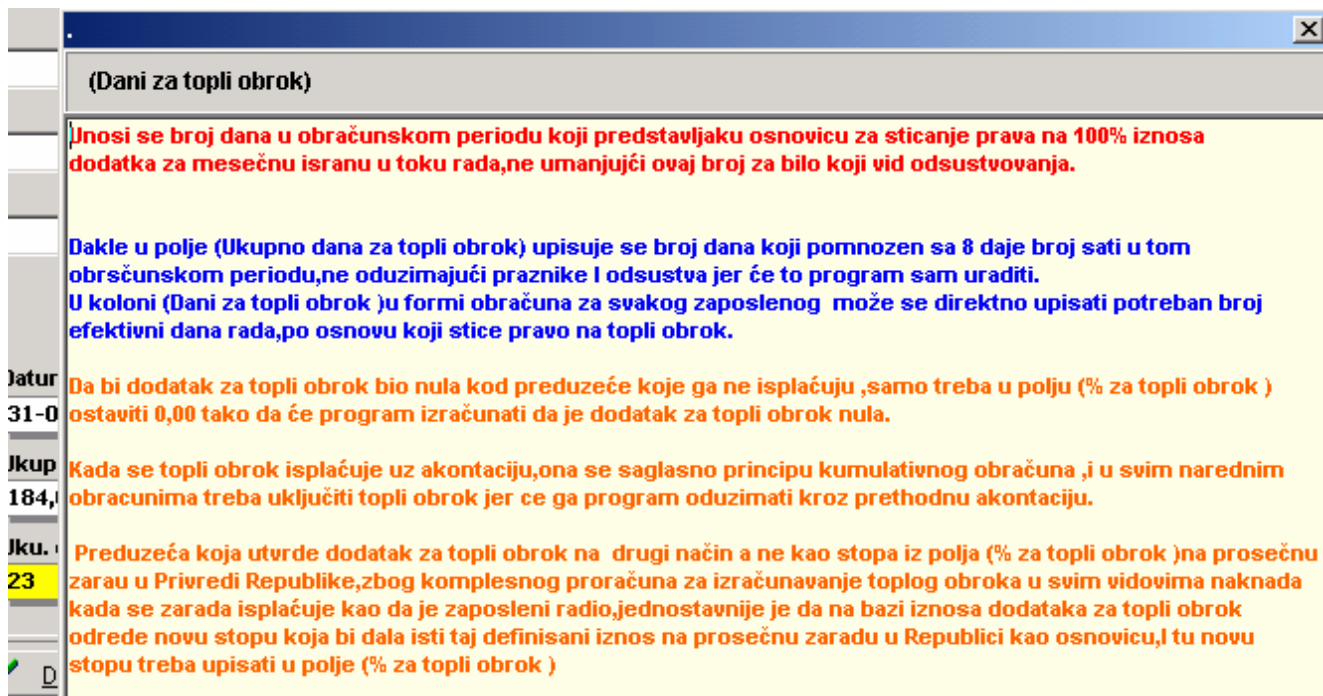 .
(Dani za topli obrok)
Unosi se broj dana u obračunskom periodu koji predstavljaku osnovicu za sticanje prava na 100% iznosa
dodatka za mesečnu isranu u toku rada,ne umanjujći ovaj broj za bilo koji vid odsustvovanja.
Dakle u polje (Ukupno dana za topli obrok) upisuje se broj dana koji pomnozen sa 8 daje broj sati u tom
obrsčunskom periodu,ne oduzimajući praznike I odsustva jer će to program sam uraditi.
U koloni (Dani za topli obrok )u formi obračuna za svakog zaposlenog može se direktno upisati potreban broj
efektivni dana rada,po osnovu koji stice pravo na topli obrok.
Da bi dodatak za topli obrok bio nula kod preduzeće koje ga ne isplaćuju ,samo treba u polju (% za topli obrok )
ostaviti 0,00 tako da će program izračunati da je dodatak za topli obrok nula.
Kada se topli obrok isplaćuje uz akontaciju,ona se saglasno principu kumulativnog obračuna ,i u svim narednim
obracunima treba uključiti topli obrok jer ce ga program oduzimati kroz prethodnu akontaciju.
Preduzeća koja utvrde dodatak za topli obrok na drugi način a ne kao stopa iz polja (% za topli obrok )na prosečnu
zarau u Privredi Republike,zbog komplesnog proračuna za izračunavanje toplog obroka u svim vidovima naknada
kada se zarada isplaćuje kao da je zaposleni radio,jednostavnije je da na bazi iznosa dodataka za topli obrok
odrede novu stopu koja bi dala isti taj definisani iznos na prosečnu zaradu u Republici kao osnovicu,I tu novu
stopu treba upisati u polje (% za topli obrok )
31-0
184,
Uku.
23
D